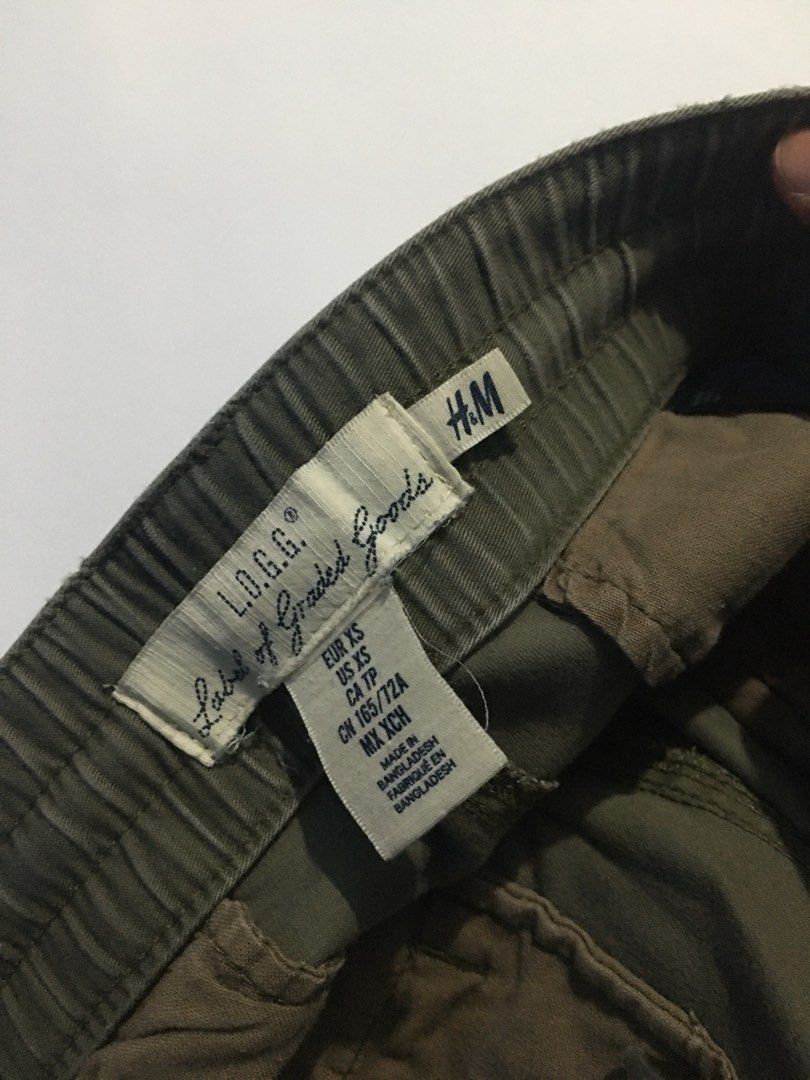 H&M
L.O.G.G.®
Label of Graded Goods
EUR XS
US XS
CA TP
CN 165/72A
MX XCH
MADE IN
BANGLADESH
FABRIQUÉ EN
BANGLADESH